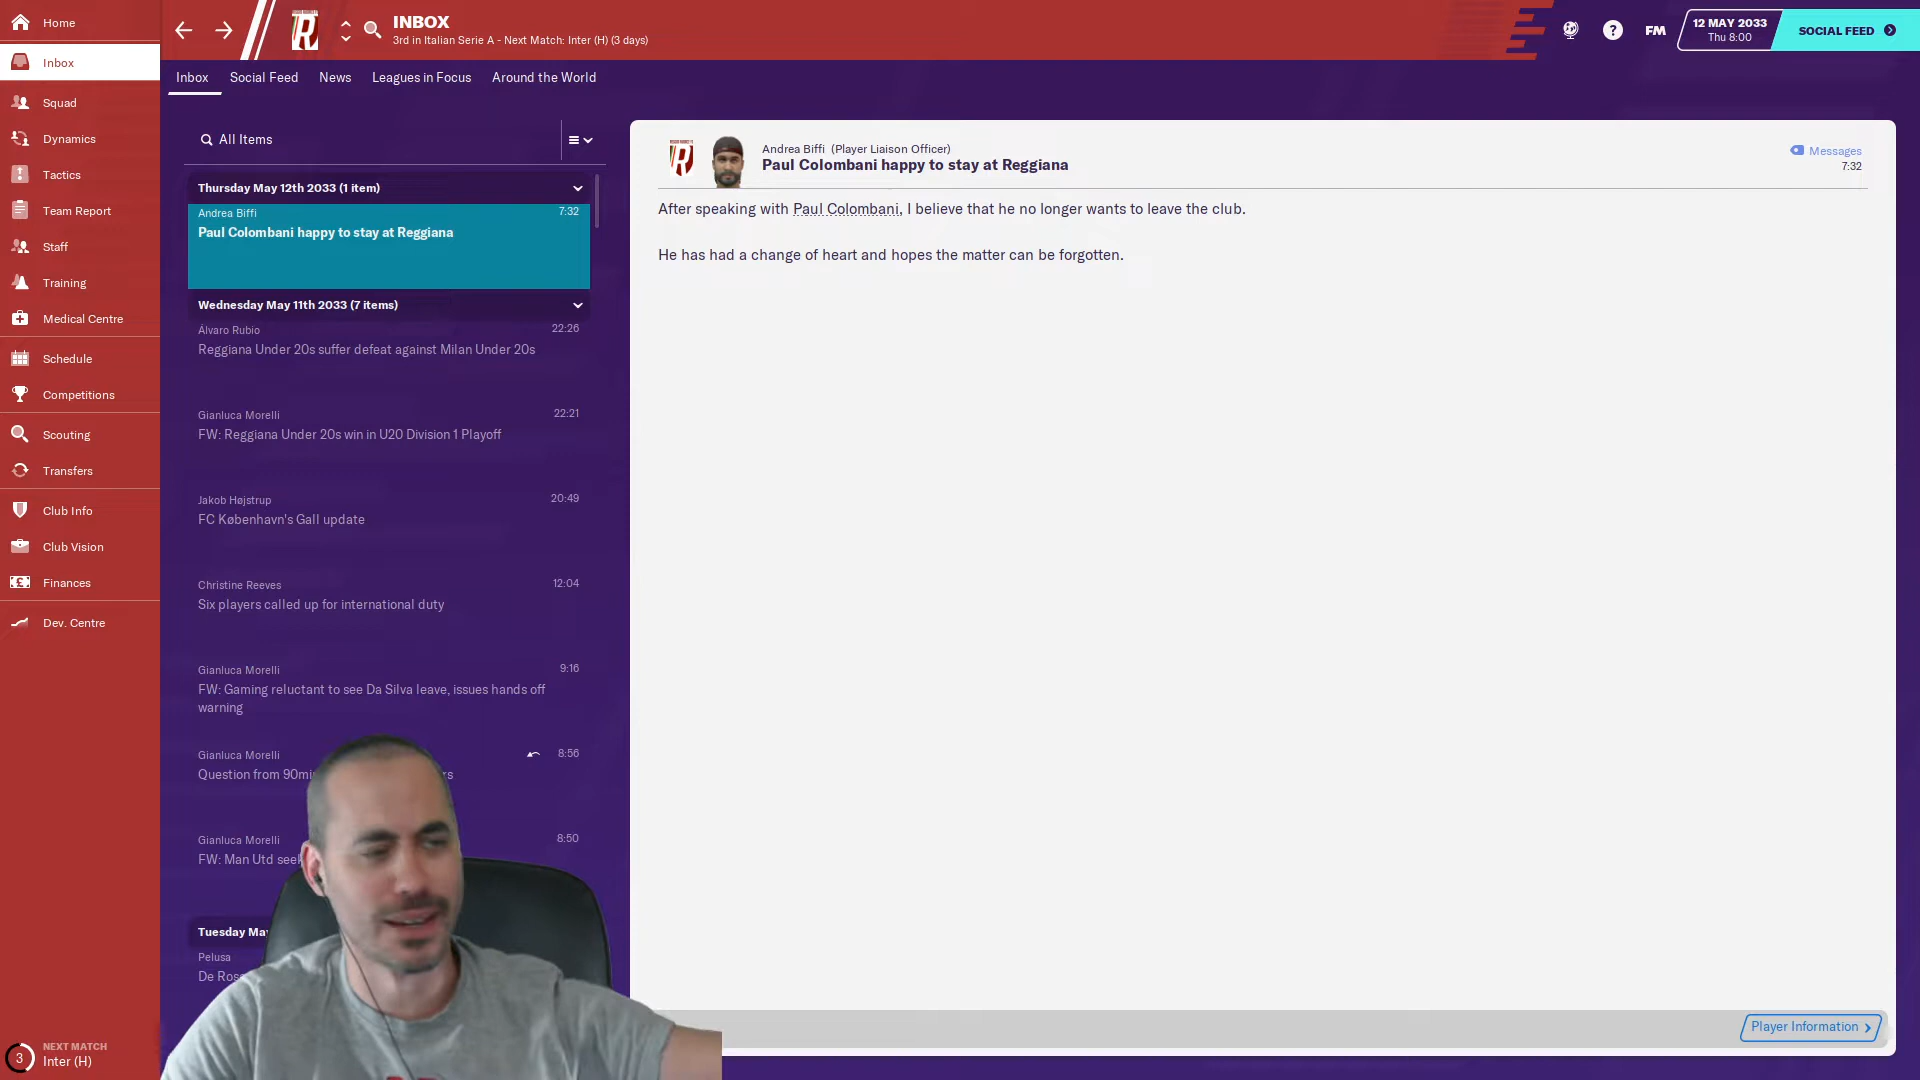 Home
INBOX
3rd in Italian Serie A - Next Match: Inter (H) (3 days)
FM
12 MAY 2033
Thu 8:00
SOCIAL FEED
Inbox
Squad
Dynamics
Tactics
Team Report
Staff
Training
Medical Centre
Schedule
Competitions
Scouting
Transfers
Club Info
Club Vision
Finances
Dev. Centre
3
NEXT MATCH
Inter (H)
Inbox
Social Feed
News
Leagues in Focus
Around the World
All Items
Thursday May 12th 2033 (1 item)
Andrea Biffi
7:32
Paul Colombani happy to stay at Reggiana
Wednesday May 11th 2033 (7 items)
Álvaro Rubio
22:26
Reggiana Under 20s suffer defeat against Milan Under 20s
Gianluca Morelli
22:21
FW: Reggiana Under 20s win in U20 Division 1 Playoff
Jakob Højstrup
20:49
FC København's Gall update
Christine Reeves
12:04
Six players called up for international duty
Gianluca Morelli
9:16
FW: Gaming reluctant to see Da Silva leave, issues hands off
warning
Gianluca Morelli
8:56
Question from
Gianluca Morelli
8:50
FW: Man Utd
Tuesday
Pelusa
De
Andrea Biffi (Player Liaison Officer)
Paul Colombani happy to stay at Reggiana
Messages
7:32
After speaking with Paul Colombani, I believe that he no longer wants to leave the club.
He has had a change of heart and hopes the matter can be forgotten.
Player Information